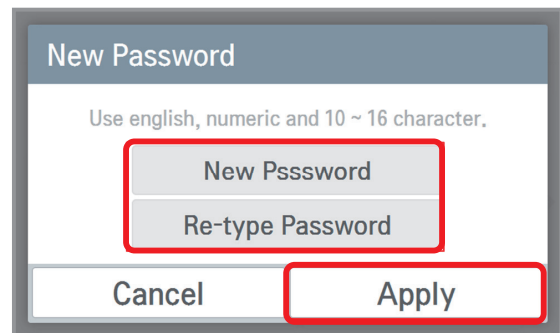 New Password
Use english, numeric and 10 ~ 16 character.
New Psssword
Re-type Password
Cancel Apply